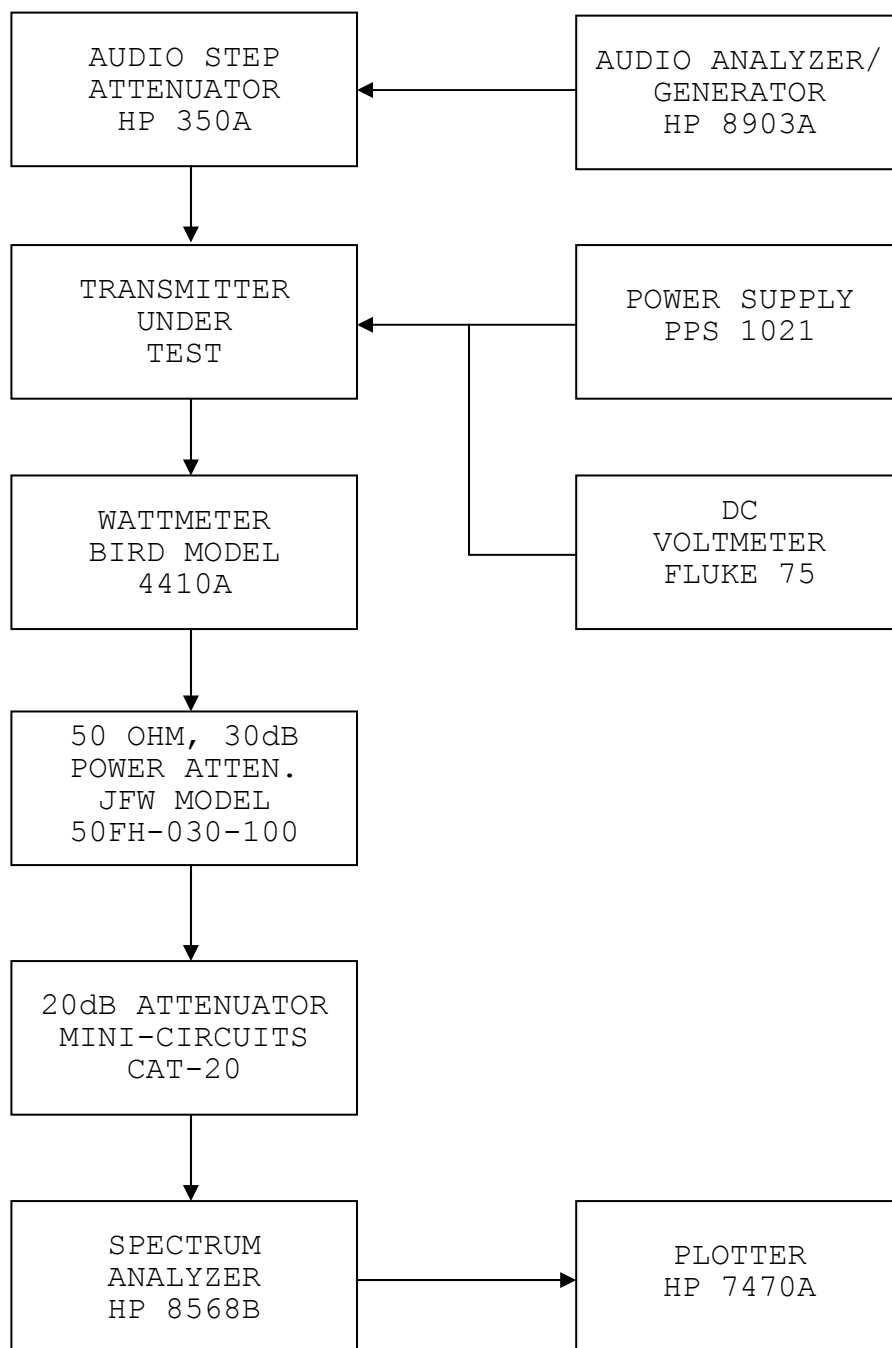 AUDIO STEP
ATTENUATOR
HP 350A
AUDIO ANALYZER/
GENERATOR
HP 8903A
TRANSMITTER
UNDER
TEST
POWER SUPPLY
PPS 1021
WATTMETER
BIRD MODEL
4410A
DC
VOLTMETER
FLUKE 75
50 OHM, 30dB
POWER ATTEN.
JFW MODEL
50FH-030-100
20dB ATTENUATOR
MINI-CIRCUITS
CAT-20
SPECTRUM
ANALYZER
HP 8568B
PLOTTER
HP 7470A